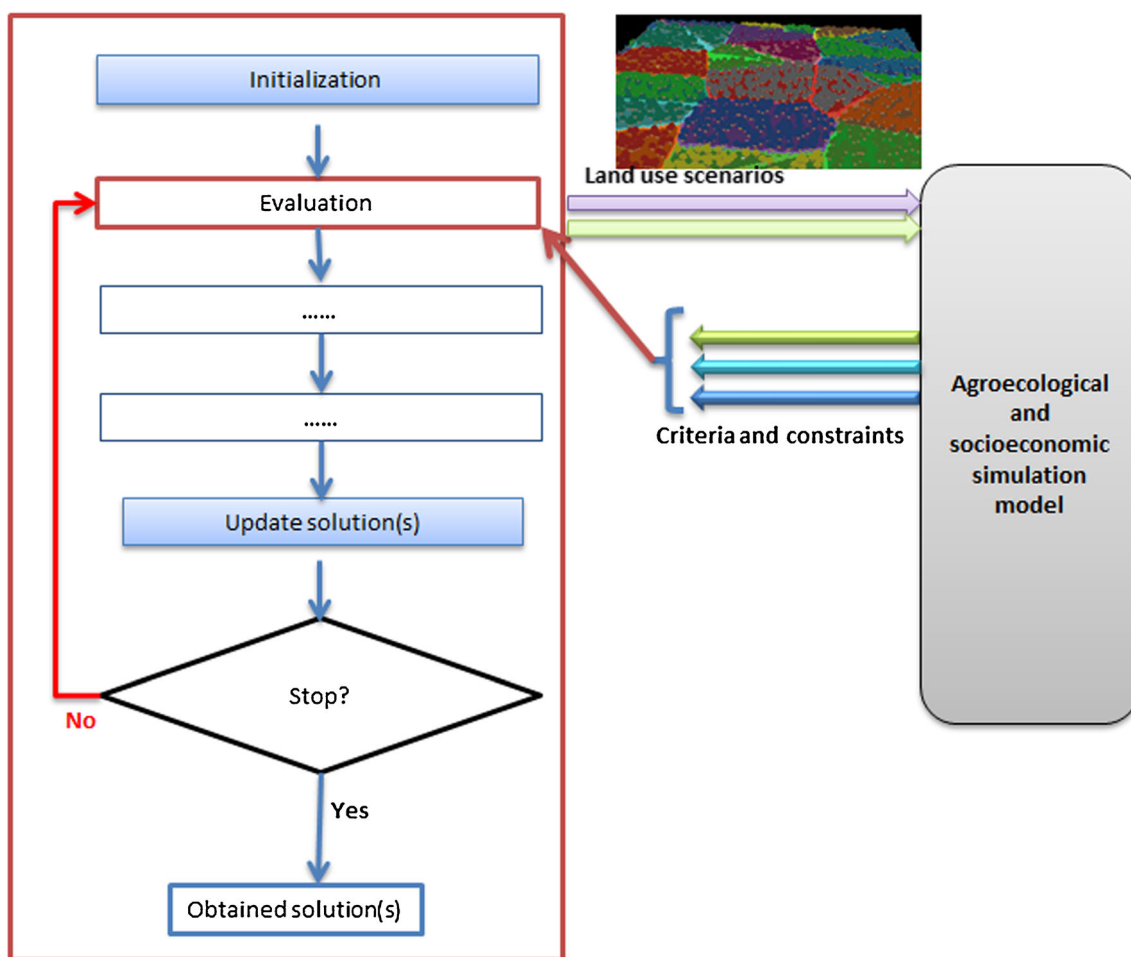 Initialization
Evaluation
......
......
Update solution(s)
Stop?
No
Yes
Obtained solution(s)
Land use scenarios
Criteria and constraints
Agroecological
and
socioeconomic
simulation
model